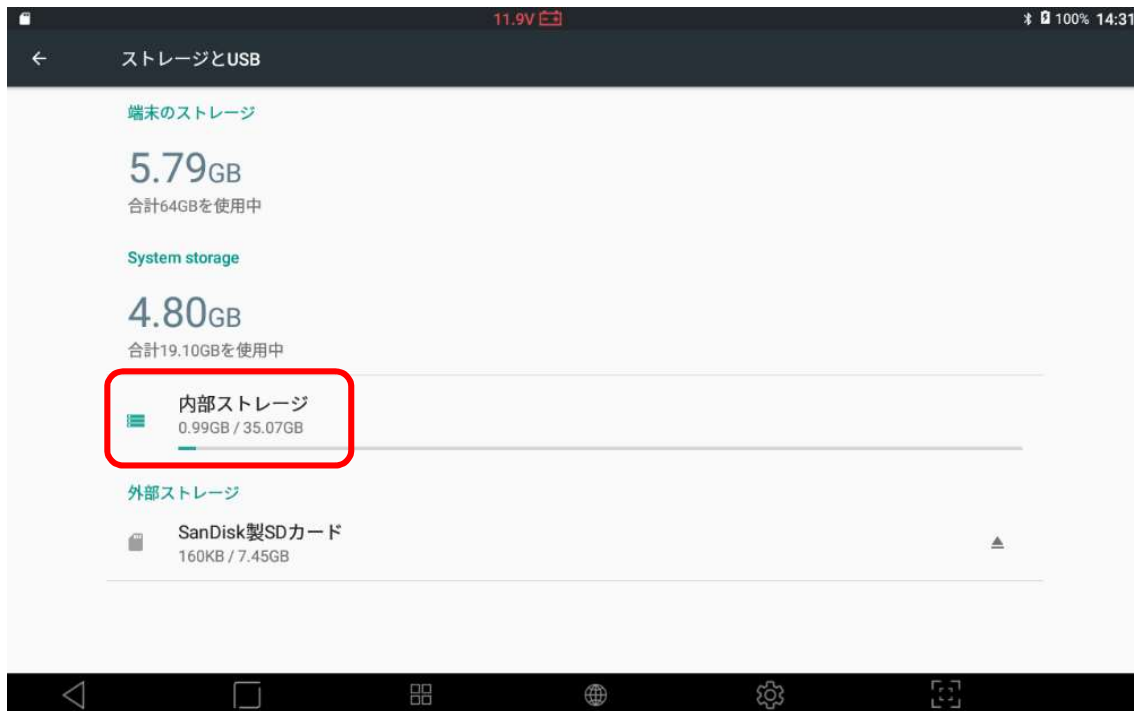 11.9V
100% 14:31
ストレージとUSB
端末のストレージ
5.79GB
合計64GBを使用中
System storage
4.80GB
合計19.10GBを使用中
内部ストレージ
0.99GB / 35.07GB
外部ストレージ
SanDisk製SDカード
160KB / 7.45GB